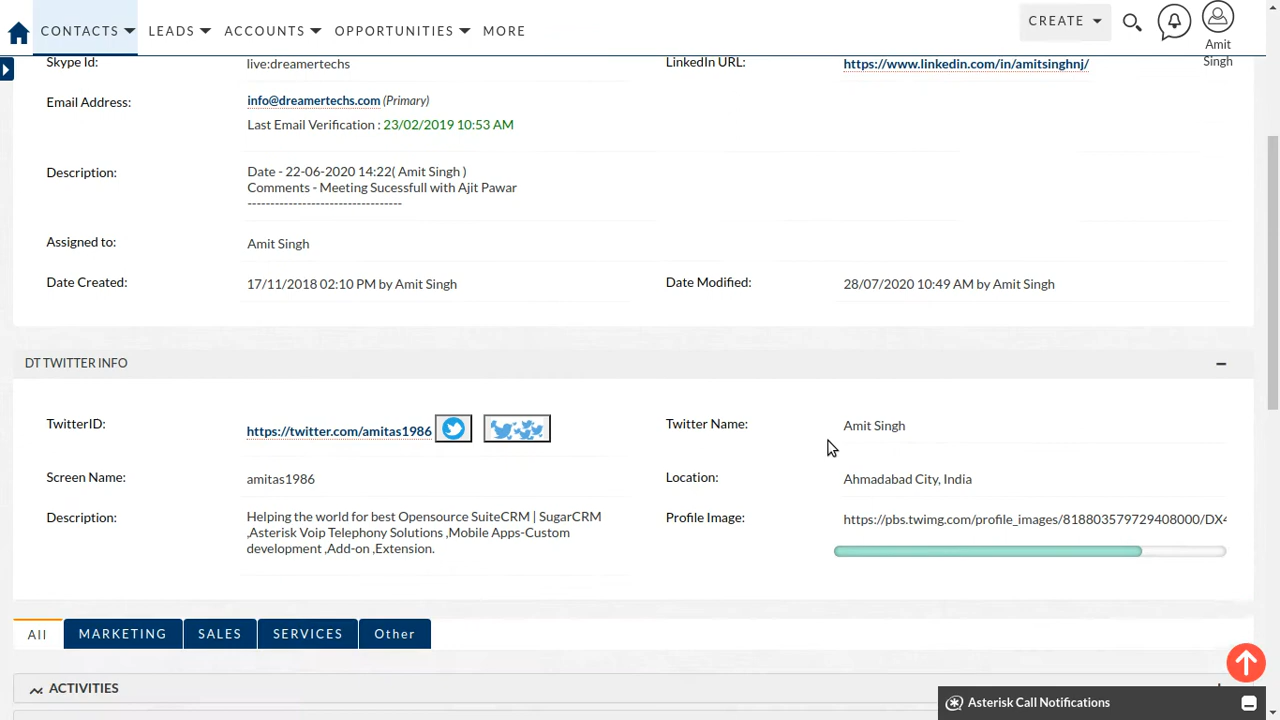 CONTACTS LEADS ACCOUNTS OPPORTUNITIES MORE CREATE
Amit
Singh
Skype Id: live:dreamertechs LinkedIn URL: https://www.linkedin.com/in/amitsinghnj/
Email Address: info@dreamertechs.com (Primary)
Last Email Verification : 23/02/2019 10:53 AM
Description: Date - 22-06-2020 14:22( Amit Singh )
Comments - Meeting Sucessfull with Ajit Pawar
---------------------------------
Assigned to: Amit Singh
Date Created: 17/11/2018 02:10 PM by Amit Singh Date Modified: 28/07/2020 10:49 AM by Amit Singh
DT TWITTER INFO
TwitterID: https://twitter.com/amitas1986 Twitter Name: Amit Singh
Screen Name: amitas1986 Location: Ahmadabad City, India
Description: Helping the world for best Opensource SuiteCRM | SugarCRM
,Asterisk Voip Telephony Solutions ,Mobile Apps-Custom
development ,Add-on ,Extension.
Profile Image: https://pbs.twimg.com/profile_images/818803579729408000/DX4
All MARKETING SALES SERVICES Other
ACTIVITIES
Asterisk Call Notifications